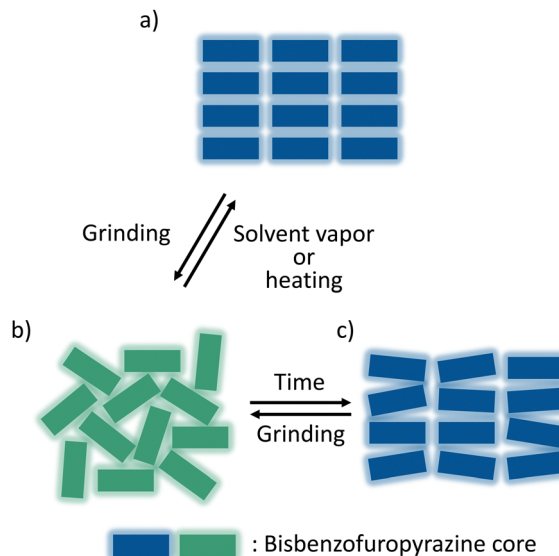 a)
Grinding
Solvent vapor
or
heating
b)
c)
Time
Grinding
: Bisbenzofuropyrazine core